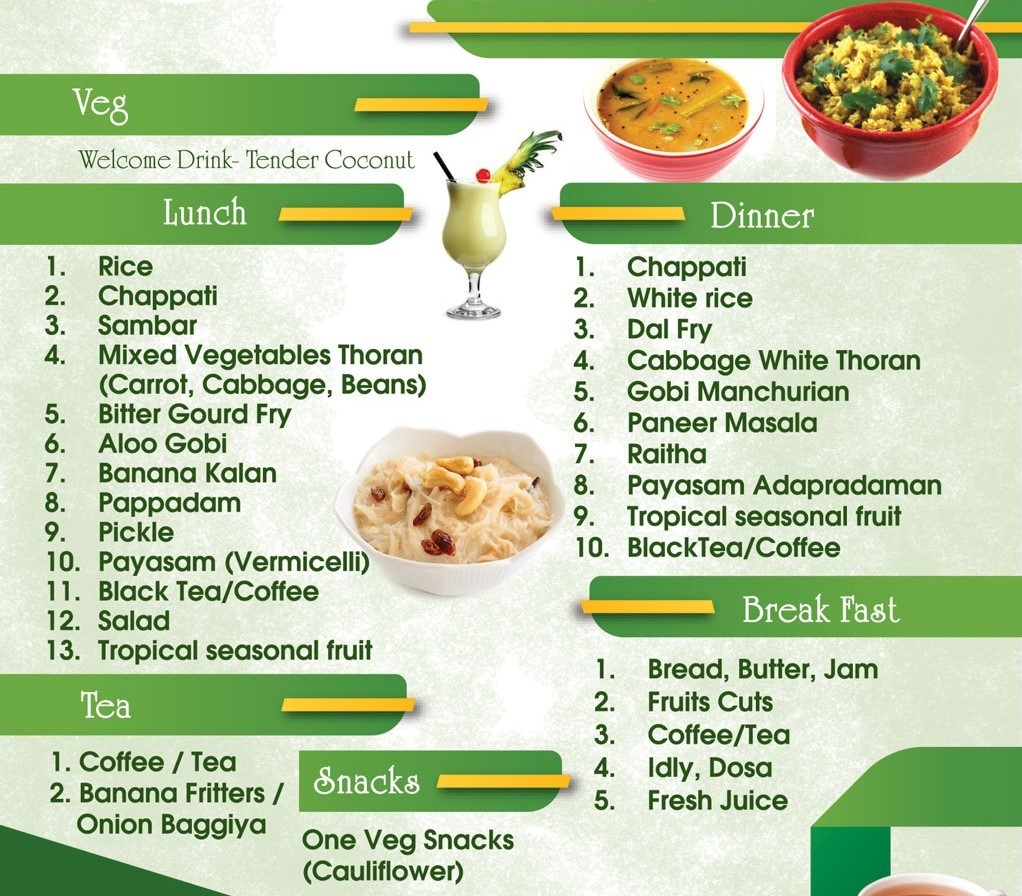 Veg
Welcome Drink- Tender Coconut
Lunch
1. Rice
2. Chappati
3. Sambar
4. Mixed Vegetables Thoran
(Carrot, Cabbage, Beans)
5. Bitter Gourd Fry
6. Aloo Gobi
7. Banana Kalan
8. Pappadam
9. Pickle
10. Payasam (Vermicelli)
11. Black Tea/Coffee
12. Salad
13. Tropical seasonal fruit
Tea
1. Coffee / Tea
2. Banana Fritters /
Onion Baggiya
Snacks
One Veg Snacks
(Cauliflower)
Dinner
1. Chappati
2. White rice
3. Dal Fry
4. Cabbage White Thoran
5. Gobi Manchurian
6. Paneer Masala
7. Raitha
8. Payasam Adapradaman
9. Tropical seasonal fruit
10. BlackTea/Coffee
Break Fast
1. Bread, Butter, Jam
2. Fruits Cuts
3. Coffee/Tea
4. Idly, Dosa
5. Fresh Juice